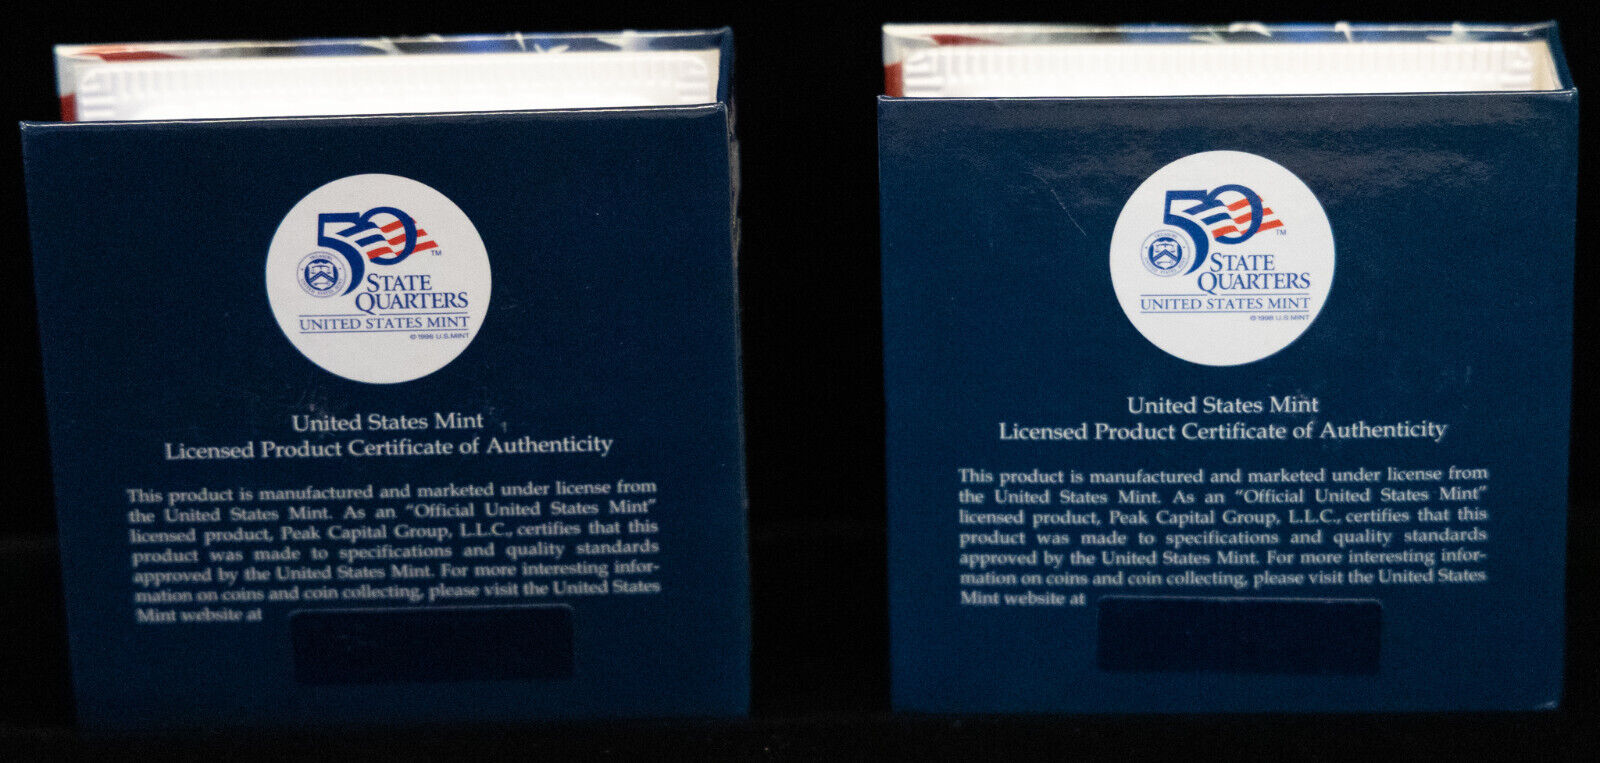 50
TM
STATE
QUARTERS
UNITED STATES MINT
© 1998 U.S. MINT
United States Mint
Licensed Product Certificate of Authenticity
This product is manufactured and marketed under license from
the United States Mint. As an “Official United States Mint”
licensed product, Peak Capital Group, L.L.C., certifies that this
product was made to specifications and quality standards
approved by the United States Mint. For more interesting infor-
mation on coins and coin collecting, please visit the United States
Mint website at
50
TM
STATE
QUARTERS
UNITED STATES MINT
© 1998 U.S. MINT
United States Mint
Licensed Product Certificate of Authenticity
This product is manufactured and marketed under license from
the United States Mint. As an “Official United States Mint”
licensed product, Peak Capital Group, L.L.C., certifies that this
product was made to specifications and quality standards
approved by the United States Mint. For more interesting infor-
mation on coins and coin collecting, please visit the United States
Mint website at